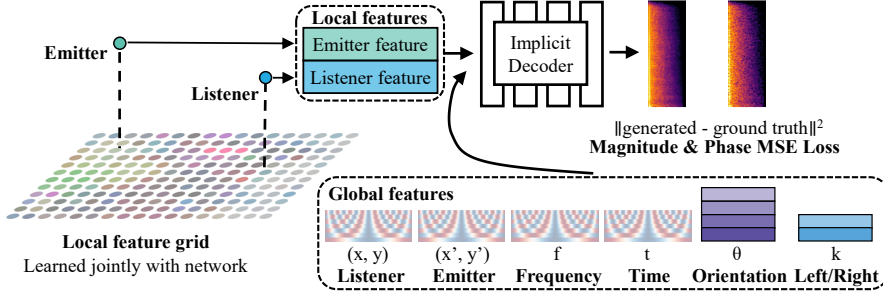 Local features
Emitter
Emitter feature
Listener feature
Listener
Implicit
Decoder
‖generated - ground truth‖²
Magnitude & Phase MSE Loss
Local feature grid
Learned jointly with network
Global features
(x, y) (x', y') f t θ k
Listener Emitter Frequency Time Orientation Left/Right